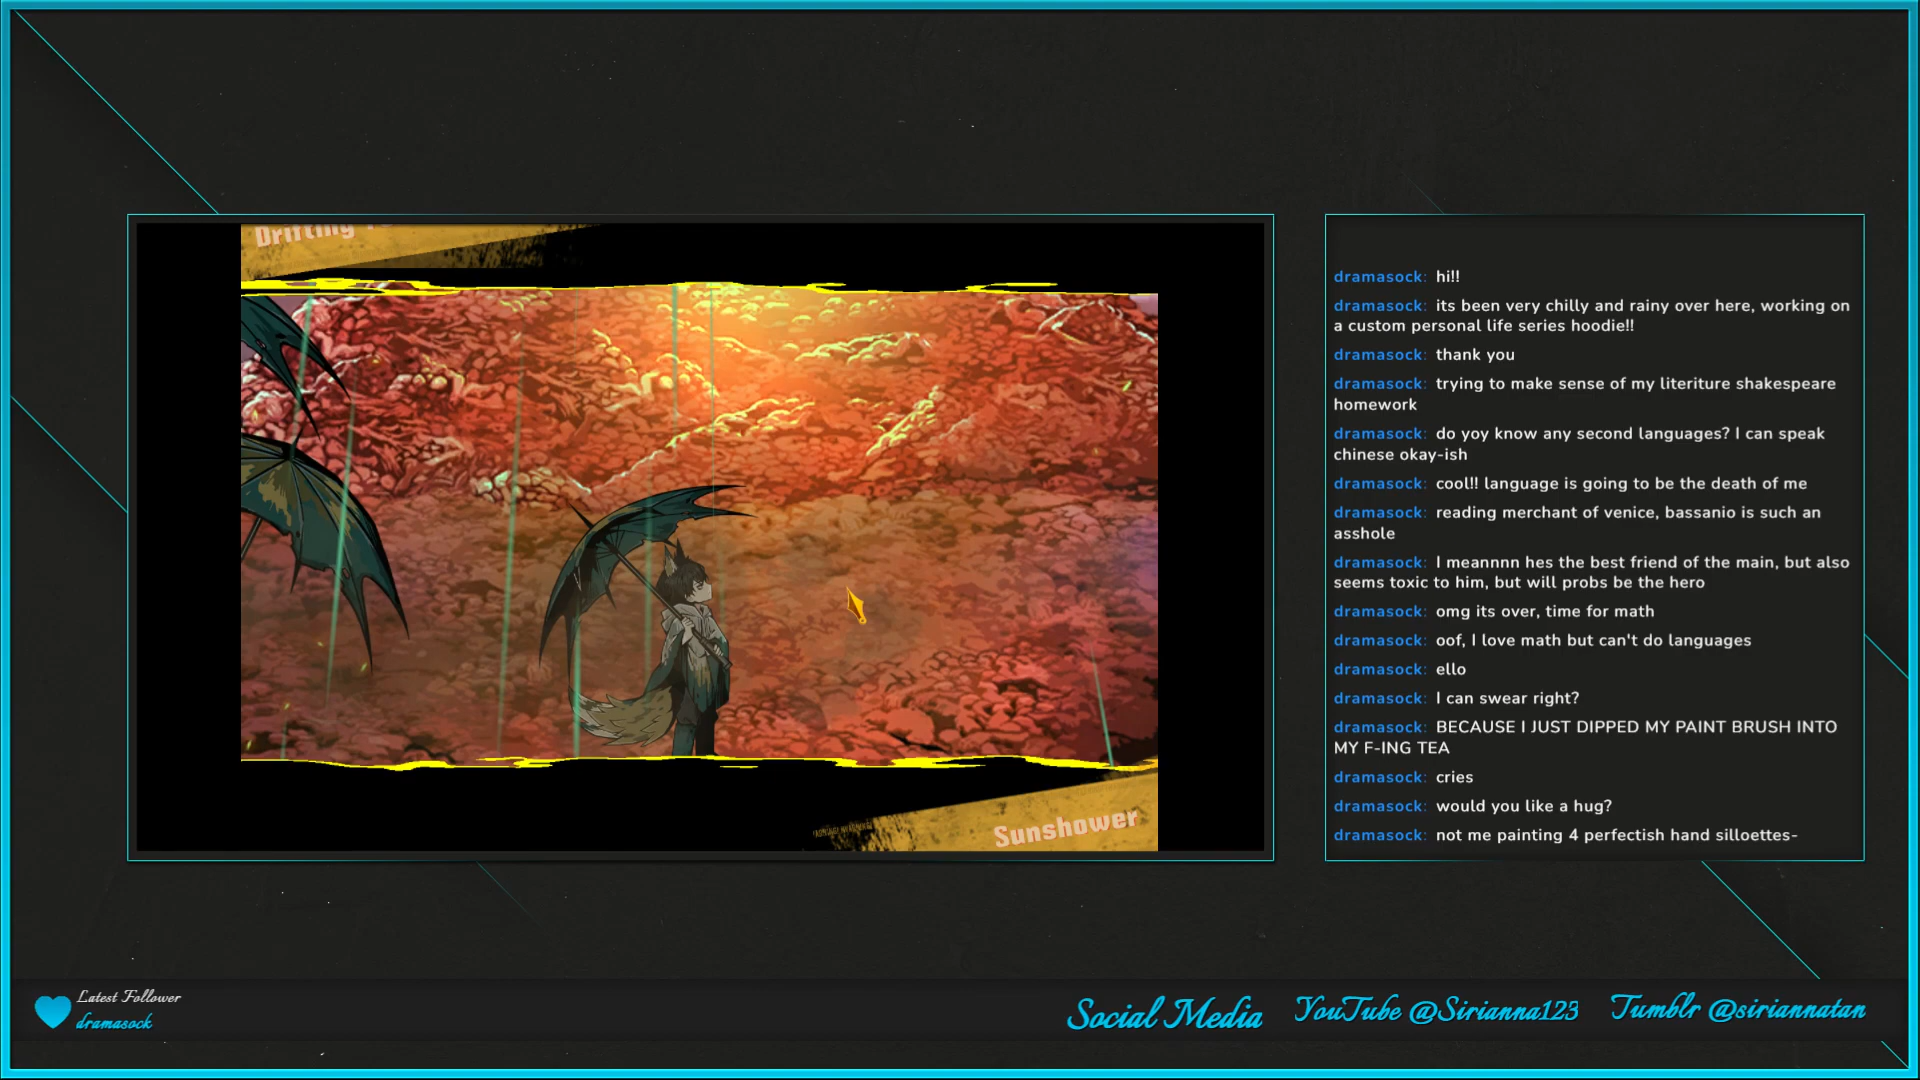 Drifting
dramasock: hi!!
dramasock: its been very chilly and rainy over here, working on
a custom personal life series hoodie!!
dramasock: thank you
dramasock: trying to make sense of my literiture shakespeare
homework
dramasock: do yoy know any second languages? I can speak
chinese okay-ish
dramasock: cool!! language is going to be the death of me
dramasock: reading merchant of venice, bassanio is such an
asshole
dramasock: I meannnn hes the best friend of the main, but also
seems toxic to him, but will probs be the hero
dramasock: omg its over, time for math
dramasock: oof, I love math but can't do languages
dramasock: ello
dramasock: I can swear right?
dramasock: BECAUSE I JUST DIPPED MY PAINT BRUSH INTO
MY F-ING TEA
dramasock: cries
dramasock: would you like a hug?
dramasock: not me painting 4 perfectish hand silloettes-
Sunshower
Latest Follower
dramasock
Social Media
YouTube @Sirianna123
Tumblr @siriannatan